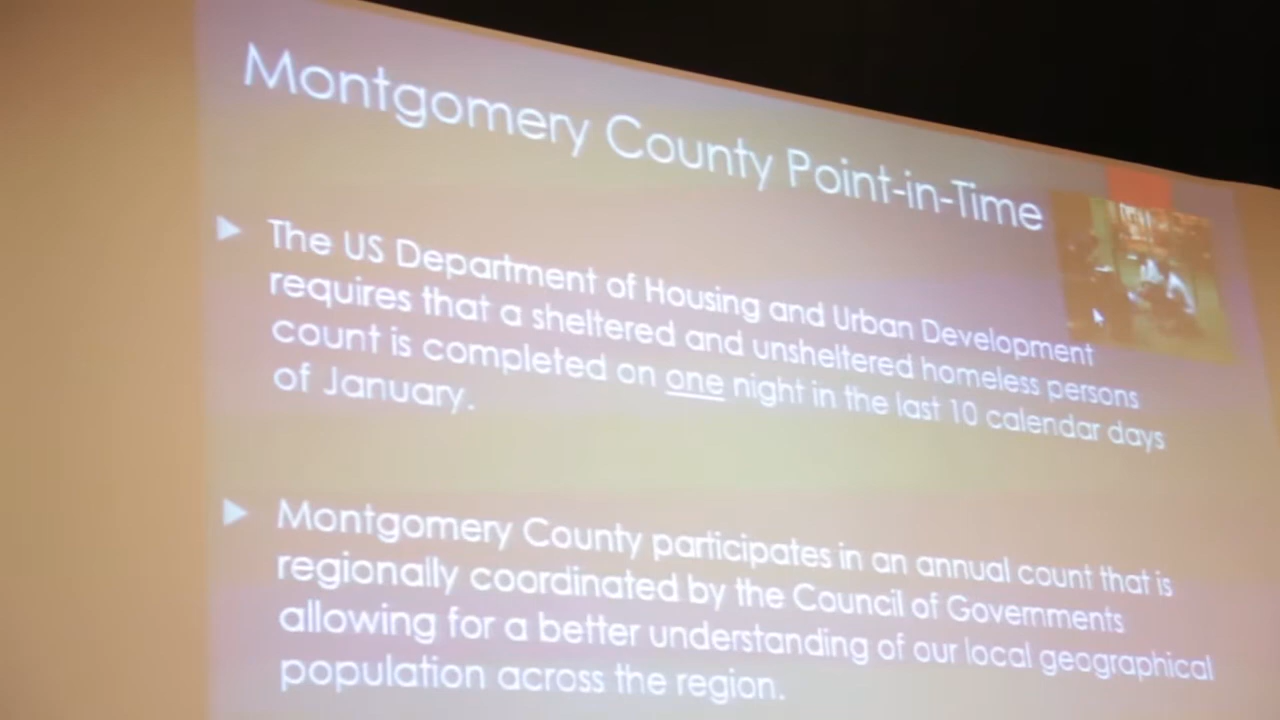 Montgomery County Point-in-Time
The US Department of Housing and Urban Development
requires that a sheltered and unsheltered homeless persons
count is completed on one night in the last 10 calendar days
of January.
Montgomery County participates in an annual count that is
regionally coordinated by the Council of Governments
allowing for a better understanding of our local geographical
population across the region.